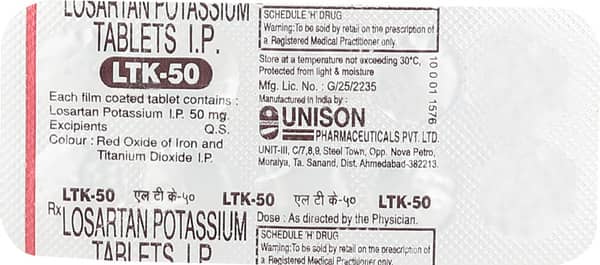 LOSARTAN POTASSIUM
TABLETS I.P.
LTK-50
Each film coated tablet contains :
Losartan Potassium I.P. 50 mg.
Excipients Q.S.
Colour : Red Oxide of Iron and
Titanium Dioxide I.P.
SCHEDULE 'H' DRUG
Warning: To be sold by retail on the prescription of
a Registered Medical Practitioner only.
Store at a temperature not exceeding 30°C,
Protected from light & moisture
Mfg. Lic. No. : G/25/2235
Manufactured in India by :
UNISON
PHARMACEUTICALS PVT. LTD.
UNIT-III, C/7,8,9, Steel Town, Opp. Nova Petro,
Moraiya, Ta. Sanand, Dist. Ahmedabad-382213.
10 0 01 1576
LTK-50 एल टी के-५० LTK-50 एल टी के-५० LTK-50
Rx LOSARTAN POTASSIUM
TABLETS I.P.
Dose : As directed by the Physician.
SCHEDULE 'H' DRUG
Warning: To be sold by retail on the prescription of
a Registered Medical Practitioner only.